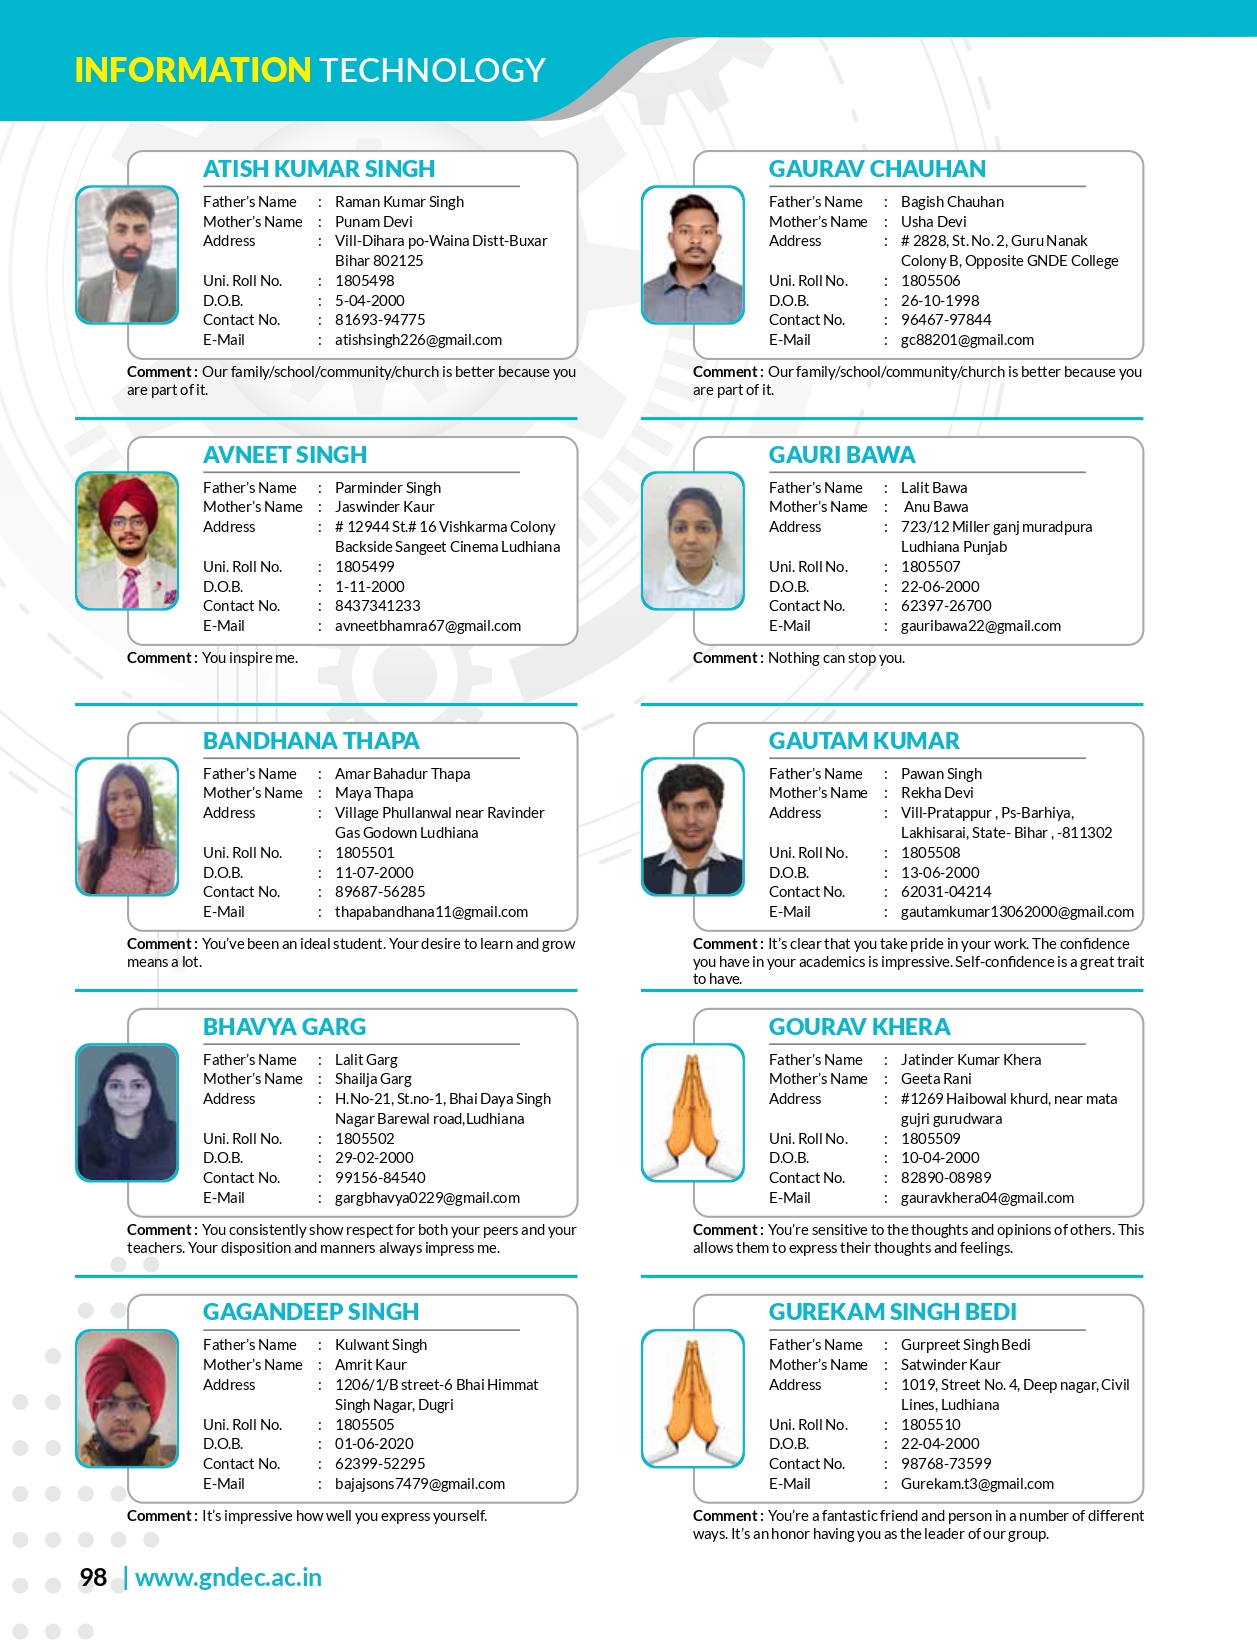 INFORMATION TECHNOLOGY
ATISH KUMAR SINGH
Father's Name : Raman Kumar Singh
Mother's Name : Punam Devi
Address : Vill-Dihara po-Waina Distt-Buxar
Bihar 802125
Uni. Roll No. : 1805498
D.O.B. : 5-04-2000
Contact No. : 81693-94775
E-Mail : atishsingh226@gmail.com
Comment : Our family/school/community/church is better because you
are part of it.
AVNEET SINGH
Father's Name : Parminder Singh
Mother's Name : Jaswinder Kaur
Address : # 12944 St.# 16 Vishkarma Colony
Backside Sangeet Cinema Ludhiana
Uni. Roll No. : 1805499
D.O.B. : 1-11-2000
Contact No. : 8437341233
E-Mail : avneetbhamra67@gmail.com
Comment : You inspire me.
BANDHANA THAPA
Father's Name : Amar Bahadur Thapa
Mother's Name : Maya Thapa
Address : Village Phullanwal near Ravinder
Gas Godown Ludhiana
Uni. Roll No. : 1805501
D.O.B. : 11-07-2000
Contact No. : 89687-56285
E-Mail : thapabandhana11@gmail.com
Comment : You've been an ideal student. Your desire to learn and grow
means a lot.
BHAVYA GARG
Father's Name : Lalit Garg
Mother's Name : Shailja Garg
Address : H.No-21, St.no-1, Bhai Daya Singh
Nagar Barewal road,Ludhiana
Uni. Roll No. : 1805502
D.O.B. : 29-02-2000
Contact No. : 99156-84540
E-Mail : gargbhavya0229@gmail.com
Comment : You consistently show respect for both your peers and your
teachers. Your disposition and manners always impress me.
GAGANDEEP SINGH
Father's Name : Kulwant Singh
Mother's Name : Amrit Kaur
Address : 1206/1/B street-6 Bhai Himmat
Singh Nagar, Dugri
Uni. Roll No. : 1805505
D.O.B. : 01-06-2020
Contact No. : 62399-52295
E-Mail : bajajsons7479@gmail.com
Comment : It's impressive how well you express yourself.
GAURAV CHAUHAN
Father's Name : Bagish Chauhan
Mother's Name : Usha Devi
Address : # 2828, St. No. 2, Guru Nanak
Colony B, Opposite GNDE College
Uni. Roll No. : 1805506
D.O.B. : 26-10-1998
Contact No. : 96467-97844
E-Mail : gc88201@gmail.com
Comment : Our family/school/community/church is better because you
are part of it.
GAURI BAWA
Father's Name : Lalit Bawa
Mother's Name : Anu Bawa
Address : 723/12 Miller ganj muradpura
Ludhiana Punjab
Uni. Roll No. : 1805507
D.O.B. : 22-06-2000
Contact No. : 62397-26700
E-Mail : gauribawa22@gmail.com
Comment : Nothing can stop you.
GAUTAM KUMAR
Father's Name : Pawan Singh
Mother's Name : Rekha Devi
Address : Vill-Pratappur , Ps-Barhiya,
Lakhisarai, State- Bihar , -811302
Uni. Roll No. : 1805508
D.O.B. : 13-06-2000
Contact No. : 62031-04214
E-Mail : gautamkumar13062000@gmail.com
Comment : It's clear that you take pride in your work. The confidence
you have in your academics is impressive. Self-confidence is a great trait
to have.
GOURAV KHERA
Father's Name : Jatinder Kumar Khera
Mother's Name : Geeta Rani
Address : #1269 Haibowal khurd, near mata
gujri gurudwara
Uni. Roll No. : 1805509
D.O.B. : 10-04-2000
Contact No. : 82890-08989
E-Mail : gauravkhera04@gmail.com
Comment : You're sensitive to the thoughts and opinions of others. This
allows them to express their thoughts and feelings.
GUREKAM SINGH BEDI
Father's Name : Gurpreet Singh Bedi
Mother's Name : Satwinder Kaur
Address : 1019, Street No. 4, Deep nagar, Civil
Lines, Ludhiana
Uni. Roll No. : 1805510
D.O.B. : 22-04-2000
Contact No. : 98768-73599
E-Mail : Gurekam.t3@gmail.com
Comment : You're a fantastic friend and person in a number of different
ways. It's an honor having you as the leader of our group.
98 | www.gndec.ac.in